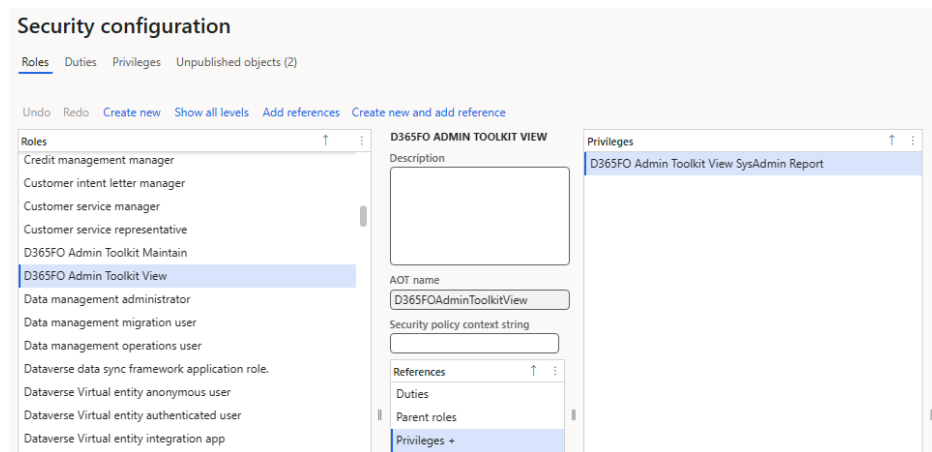 Security configuration
Roles Duties Privileges Unpublished objects (2)
Undo Redo Create new Show all levels Add references Create new and add reference
Roles
Credit management manager
Customer intent letter manager
Customer service manager
Customer service representative
D365FO Admin Toolkit Maintain
D365FO Admin Toolkit View
Data management administrator
Data management migration user
Data management operations user
Dataverse data sync framework application role.
Dataverse Virtual entity anonymous user
Dataverse Virtual entity authenticated user
Dataverse Virtual entity integration app
D365FO ADMIN TOOLKIT VIEW
Description
AOT name
D365FOAdminToolkitView
Security policy context string
References
Duties
Parent roles
Privileges +
Privileges
D365FO Admin Toolkit View SysAdmin Report